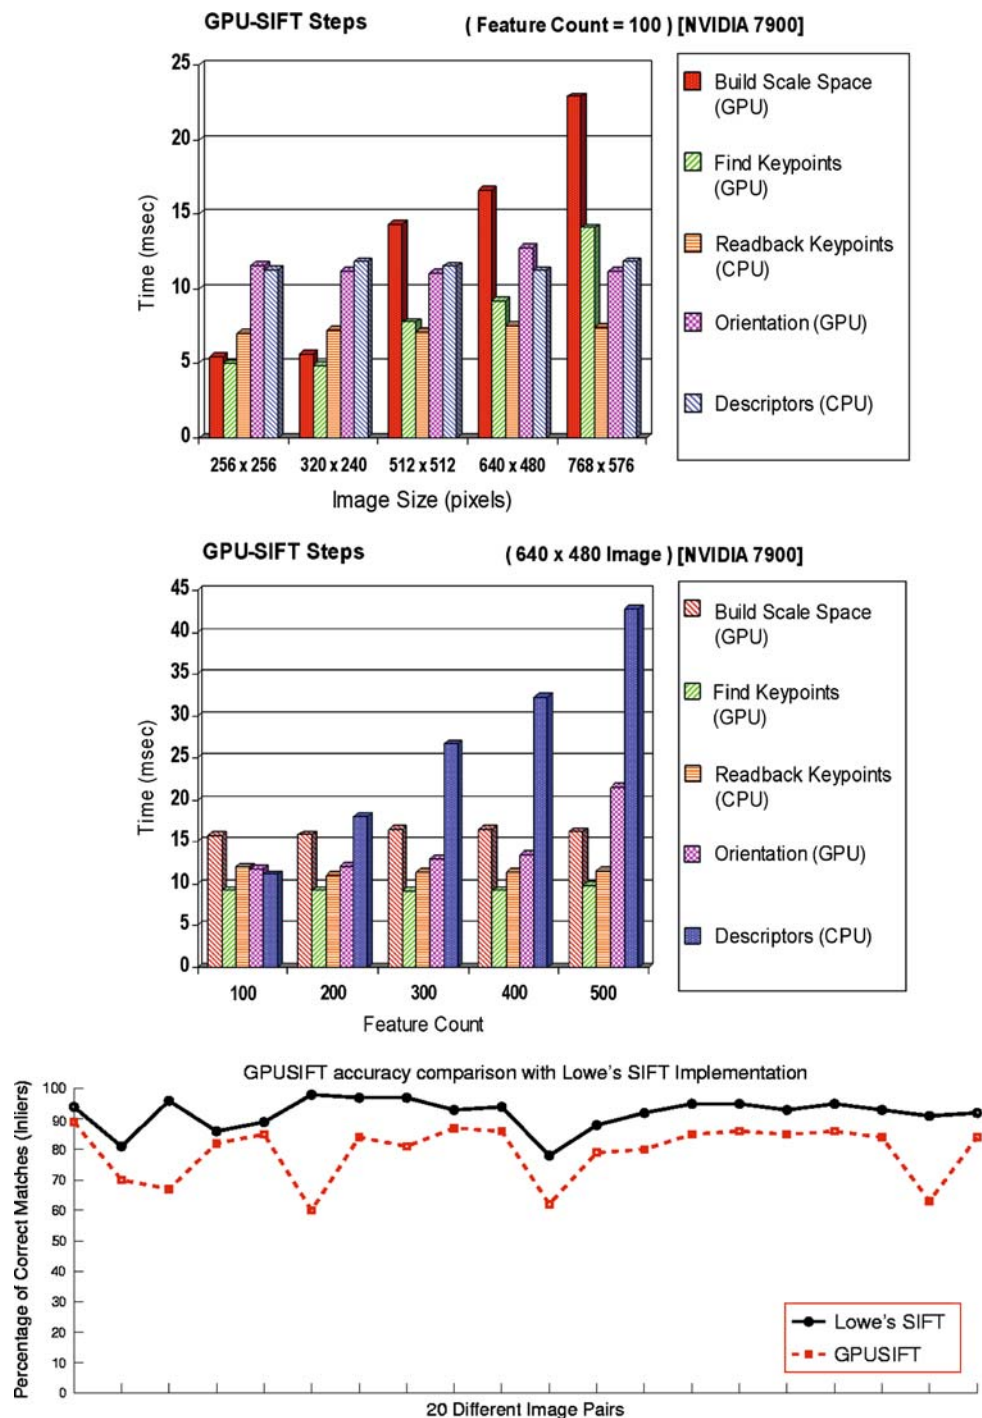 GPU-SIFT Steps ( Feature Count = 100 ) [NVIDIA 7900]
25
20
15
10
5
0
Time (msec)
256 x 256 320 x 240 512 x 512 640 x 480 768 x 576
Image Size (pixels)
Build Scale Space
(GPU)
Find Keypoints
(GPU)
Readback Keypoints
(CPU)
Orientation (GPU)
Descriptors (CPU)
GPU-SIFT Steps ( 640 x 480 Image ) [NVIDIA 7900]
45
40
35
30
25
20
15
10
5
0
Time (msec)
100 200 300 400 500
Feature Count
Build Scale Space
(GPU)
Find Keypoints
(GPU)
Readback Keypoints
(CPU)
Orientation (GPU)
Descriptors (CPU)
GPUSIFT accuracy comparison with Lowe's SIFT Implementation
Percentage of Correct Matches (Inliers)
100
90
80
70
60
50
40
30
20
10
0
Lowe's SIFT
GPUSIFT
20 Different Image Pairs